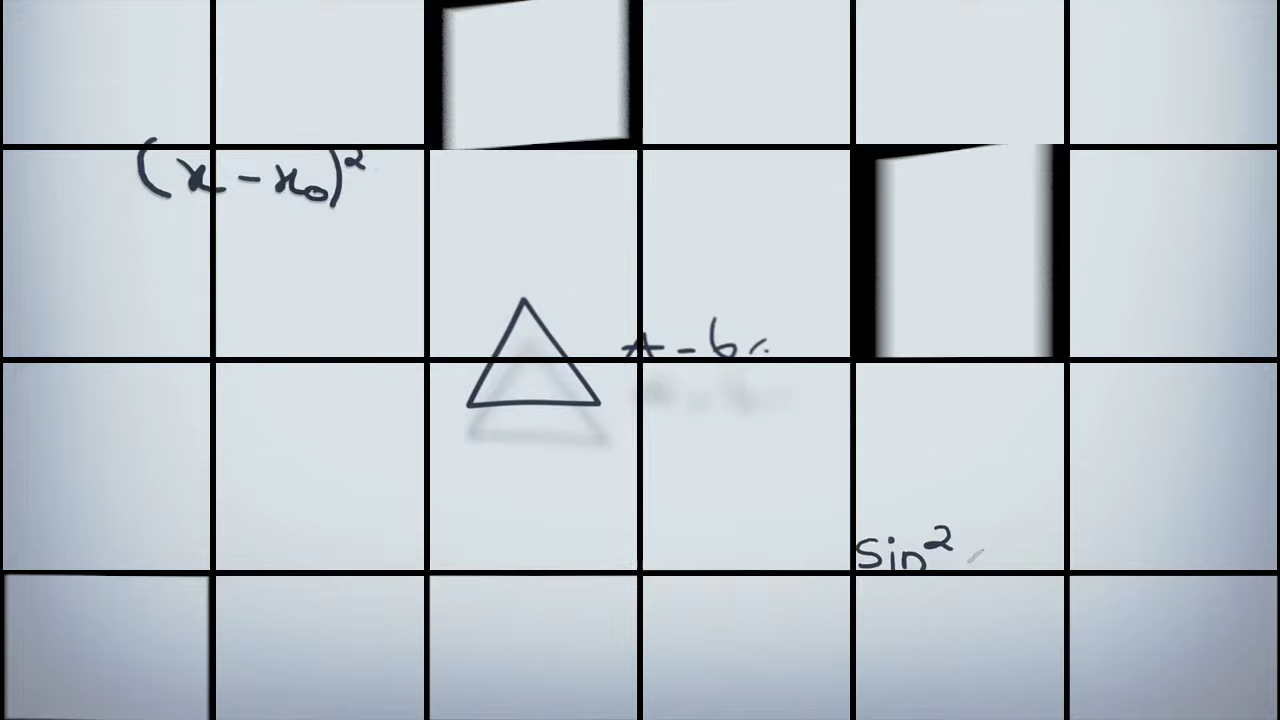 (x - x₀)²
A - b
Sin²